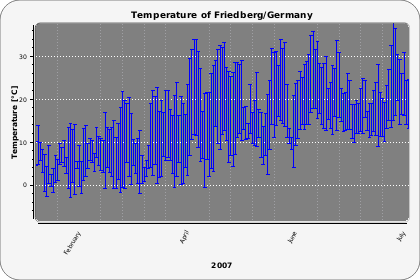 Temperature of Friedberg/Germany
Temperature [°C]
30
20
10
0
February
April
June
July
2007